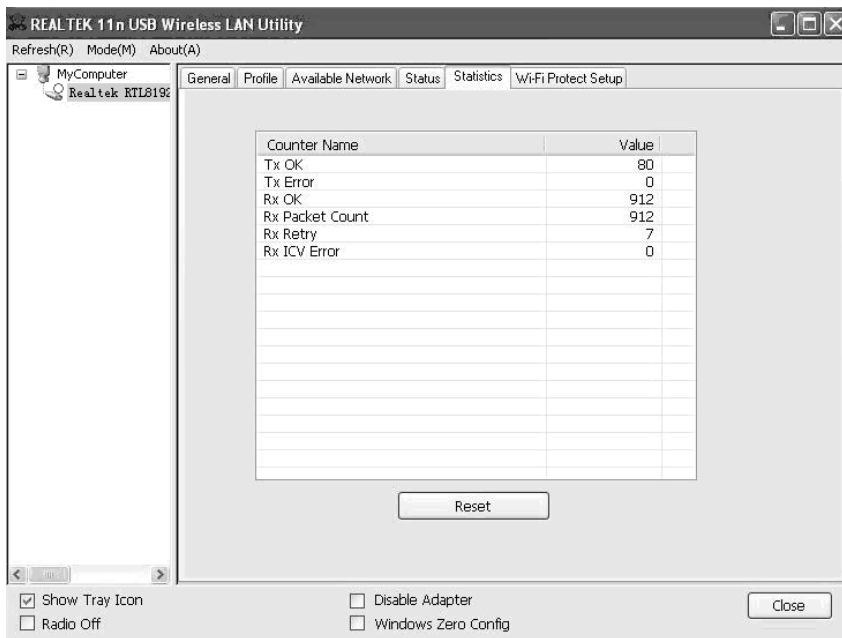 REALTEK 11n USB Wireless LAN Utility
Refresh(R) Mode(M) About(A)
MyComputer
Realtek RTL8192
General Profile Available Network Status Statistics Wi-Fi Protect Setup
Counter Name Value
Tx OK 80
Tx Error 0
Rx OK 912
Rx Packet Count 912
Rx Retry 7
Rx ICV Error 0
Reset
Show Tray Icon
Radio Off
Disable Adapter
Windows Zero Config
Close